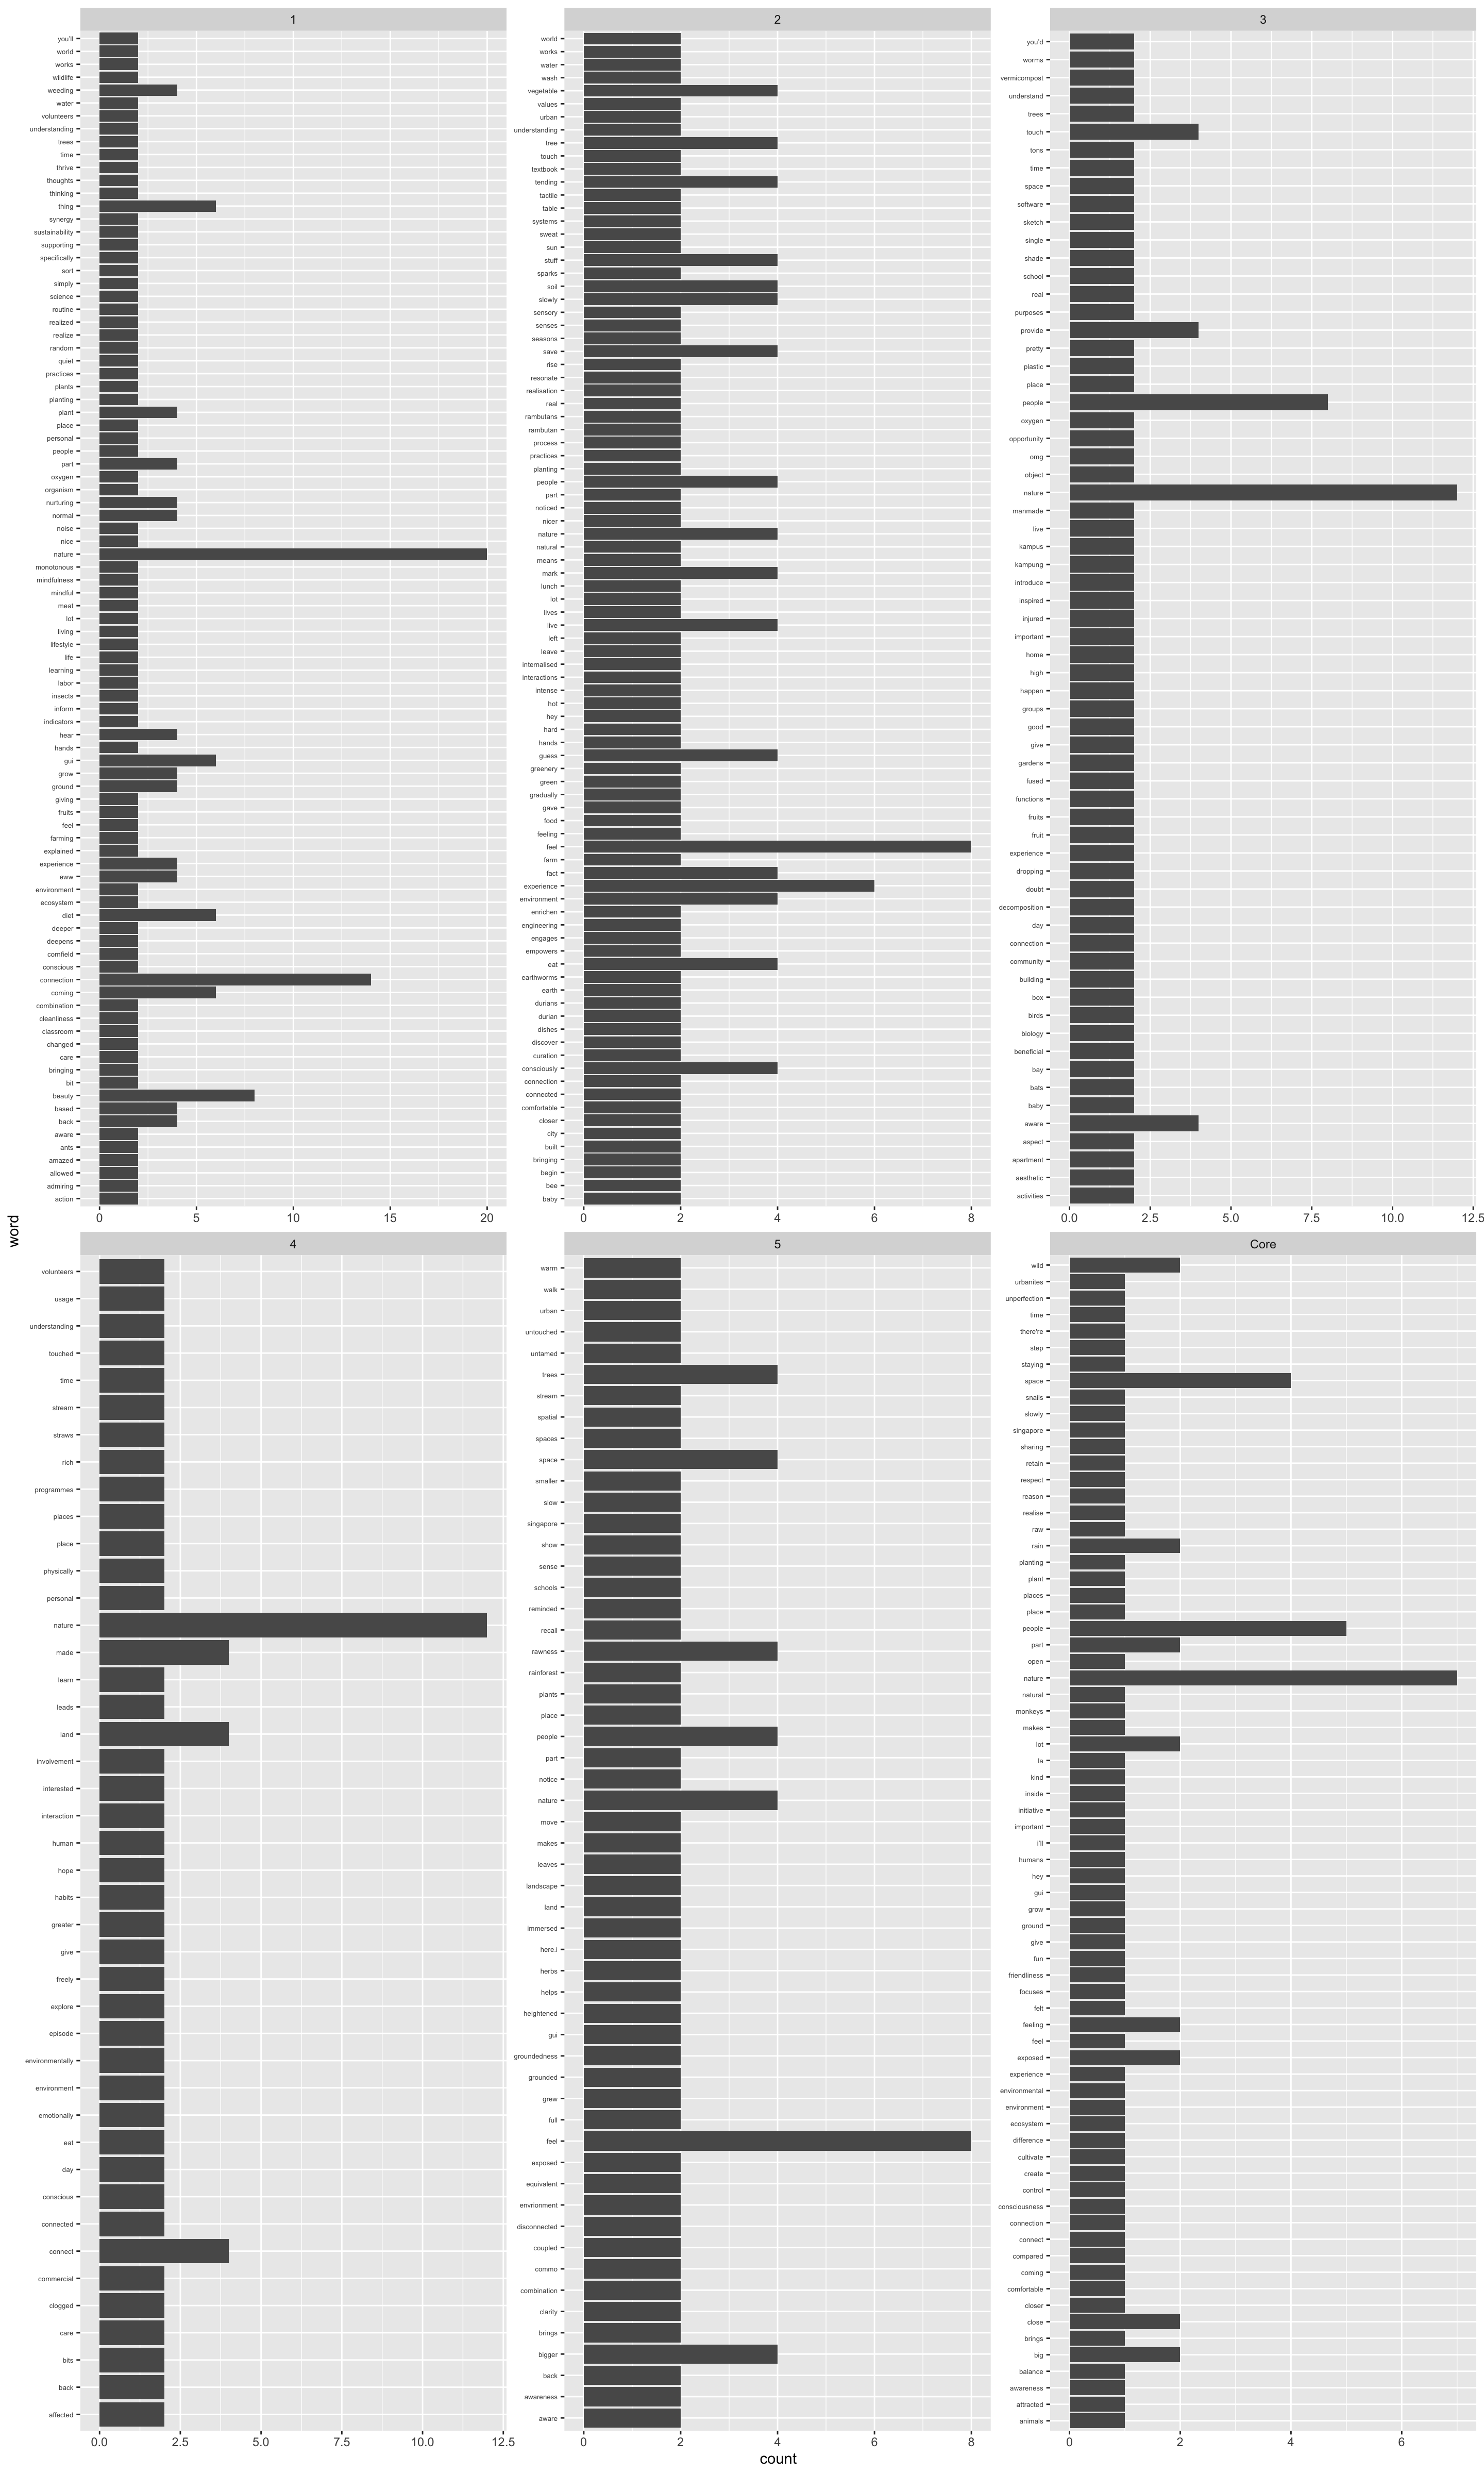 1
you'll
world
works
wildlife
weeding
water
volunteers
understanding
trees
time
thrive
thoughts
thinking
thing
synergy
sustainability
supporting
specifically
sort
simply
science
routine
realized
realize
random
quiet
practices
plants
planting
plant
place
personal
people
part
oxygen
organism
nurturing
normal
noise
nice
nature
monotonous
mindfulness
mindful
meat
lot
living
lifestyle
life
learning
labor
insects
inform
indicators
hear
hands
gui
grow
ground
giving
fruits
feel
farming
explained
experience
eww
environment
ecosystem
diet
deeper
deepens
comfield
conscious
connection
coming
combination
cleanliness
classroom
changed
care
bringing
bit
beauty
based
back
aware
ants
amazed
allowed
admiring
action
0 5 10 15 20
2
world
works
water
wash
vegetable
values
urban
understanding
tree
touch
textbook
tending
tactile
table
systems
sweat
sun
stuff
sparks
soil
slowly
sensory
senses
seasons
save
rise
resonate
realisation
real
rambutans
rambutan
process
practices
planting
people
part
noticed
nicer
nature
natural
means
mark
lunch
lot
lives
live
left
leave
internalised
interactions
intense
hot
hey
hard
hands
guess
greenery
green
gradually
gave
food
feeling
feel
farm
fact
experience
environment
enrichen
engineering
engages
empowers
eat
earthworms
earth
durians
durian
dishes
discover
curation
consciously
connection
connected
comfortable
closer
city
built
bringing
begin
bee
baby
0 2 4 6 8
3
you'd
worms
vermicompost
understand
trees
touch
tons
time
space
software
sketch
single
shade
school
real
purposes
provide
pretty
plastic
place
people
oxygen
opportunity
omg
object
nature
manmade
live
kampus
kampung
introduce
inspired
injured
important
home
high
happen
groups
good
give
gardens
fused
functions
fruits
fruit
experience
dropping
doubt
decomposition
day
connection
community
building
box
birds
biology
beneficial
bay
bats
baby
aware
aspect
apartment
aesthetic
activities
0.0 2.5 5.0 7.5 10.0 12.5
word
4
volunteers
usage
understanding
touched
time
stream
straws
rich
programmes
places
place
physically
personal
nature
made
learn
leads
land
involvement
interested
interaction
human
hope
habits
greater
give
freely
explore
episode
environmentally
environment
emotionally
eat
day
conscious
connected
connect
commercial
clogged
care
bits
back
affected
0.0 2.5 5.0 7.5 10.0 12.5
5
warm
walk
urban
untouched
untamed
trees
stream
spatial
spaces
space
smaller
slow
singapore
show
sense
schools
reminded
recall
rawness
rainforest
plants
place
people
part
notice
nature
move
makes
leaves
landscape
land
immersed
here.i
herbs
helps
heightened
gui
groundedness
grounded
grew
full
feel
exposed
equivalent
envrionment
disconnected
coupled
commo
combination
clarity
brings
bigger
back
awareness
aware
0 2 4 6 8
Core
wild
urbanites
unperfection
time
there're
step
staying
space
snails
slowly
singapore
sharing
retain
respect
reason
realise
raw
rain
planting
plant
places
place
people
part
open
nature
natural
monkeys
makes
lot
la
kind
inside
initiative
important
i'll
humans
hey
gui
grow
ground
give
fun
friendliness
focuses
felt
feeling
feel
exposed
experience
environmental
environment
ecosystem
difference
cultivate
create
control
consciousness
connection
connect
compared
coming
comfortable
closer
close
brings
big
balance
awareness
attracted
animals
0 2 4 6
count